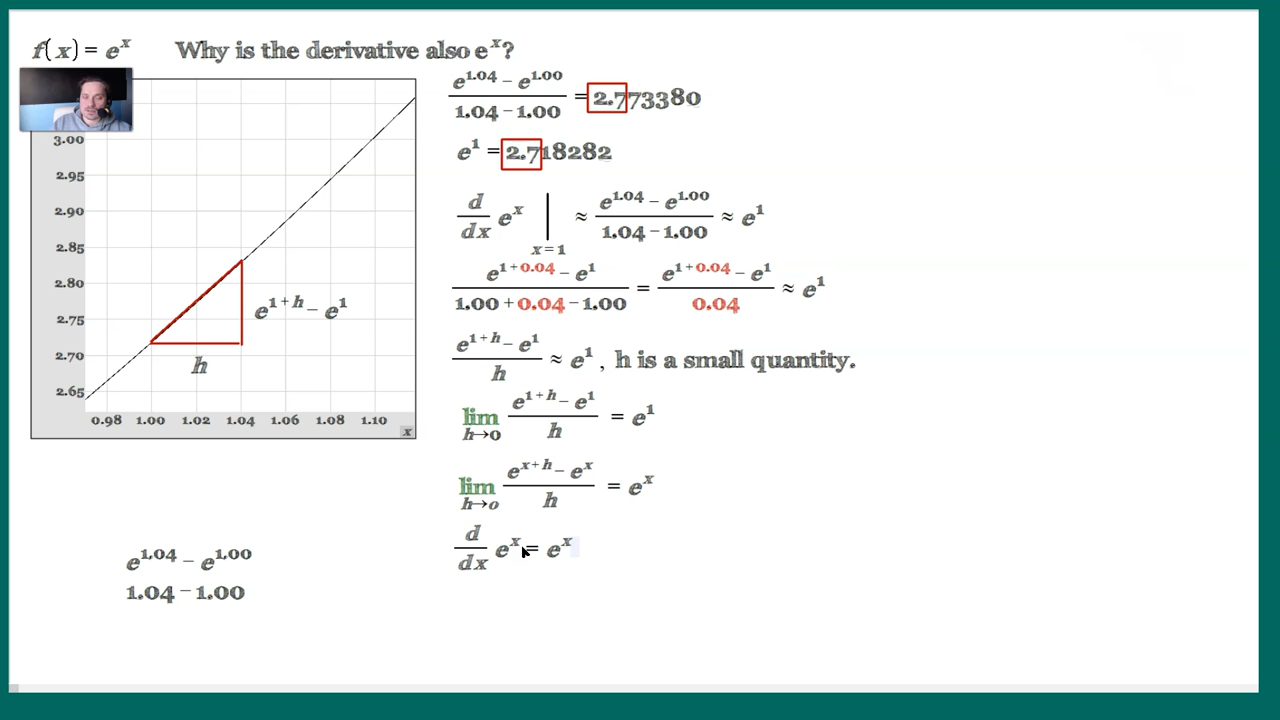 f(x) = e^x Why is the derivative also e^x?
(e^1.04 − e^1.00)/(1.04 − 1.00) = 2.773380
e^1 = 2.718282
d/dx e^x | x=1 ≈ (e^1.04 − e^1.00)/(1.04 − 1.00) ≈ e^1
(e^1+0.04 − e^1)/(1.00 + 0.04 − 1.00) = (e^1+0.04 − e^1)/0.04 ≈ e^1
(e^1+h − e^1)/h ≈ e^1 , h is a small quantity.
lim h→0 (e^1+h − e^1)/h = e^1
lim h→0 (e^x+h − e^x)/h = e^x
d/dx e^x = e^x
3.00
2.95
2.90
2.85
2.80
2.75
2.70
2.65
e^1+h − e^1
h
0.98 1.00 1.02 1.04 1.06 1.08 1.10 x
e^1.04 − e^1.00
1.04 − 1.00